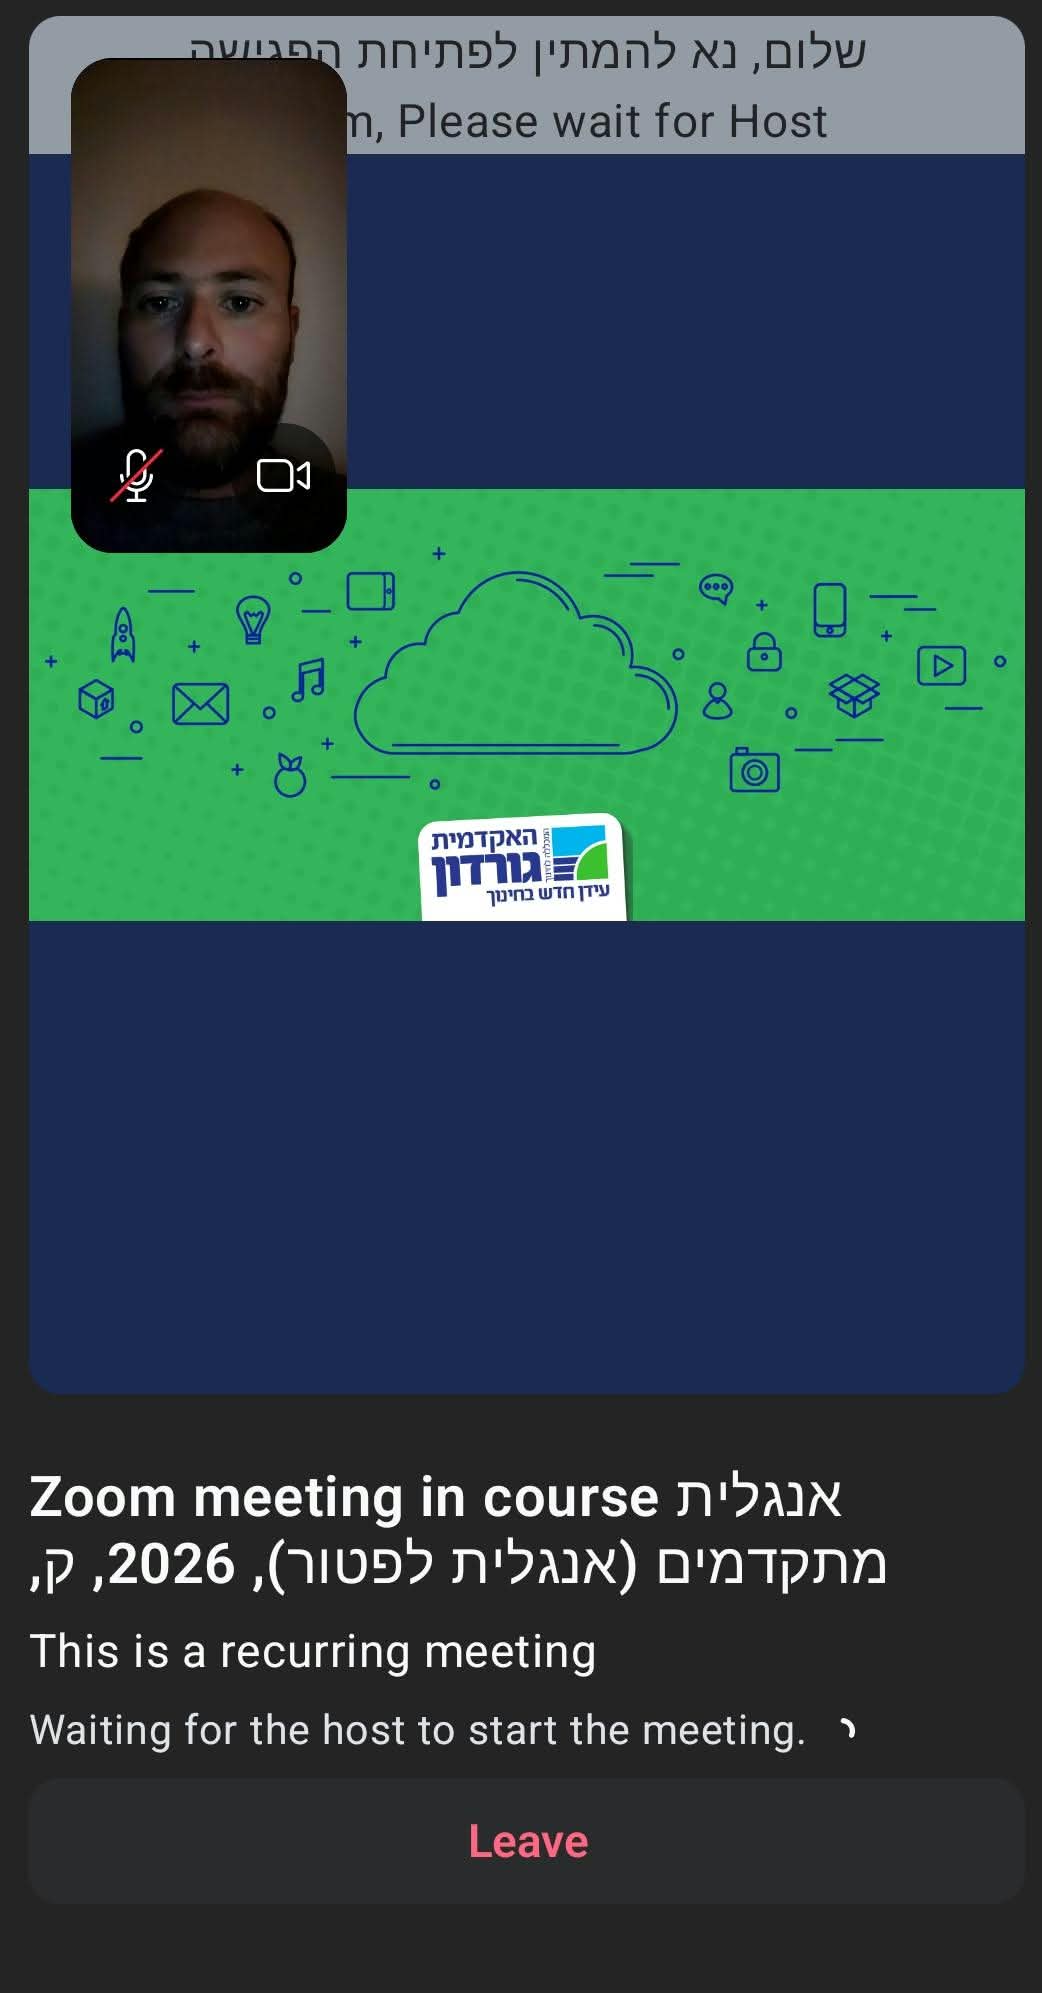 שלום, נא להמתין לפתיחת הפגישה
m, Please wait for Host
האקדמית
גורדון
עידן חדש בחינוך
Zoom meeting in course אנגלית
מתקדמים (אנגלית לפטור), 2026, ק,
This is a recurring meeting
Waiting for the host to start the meeting.
Leave